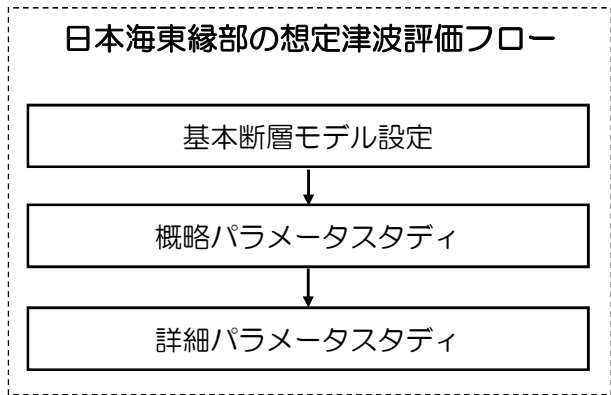 日本海東縁部の想定津波評価フロー
基本断層モデル設定
概略パラメータスタディ
詳細パラメータスタディ